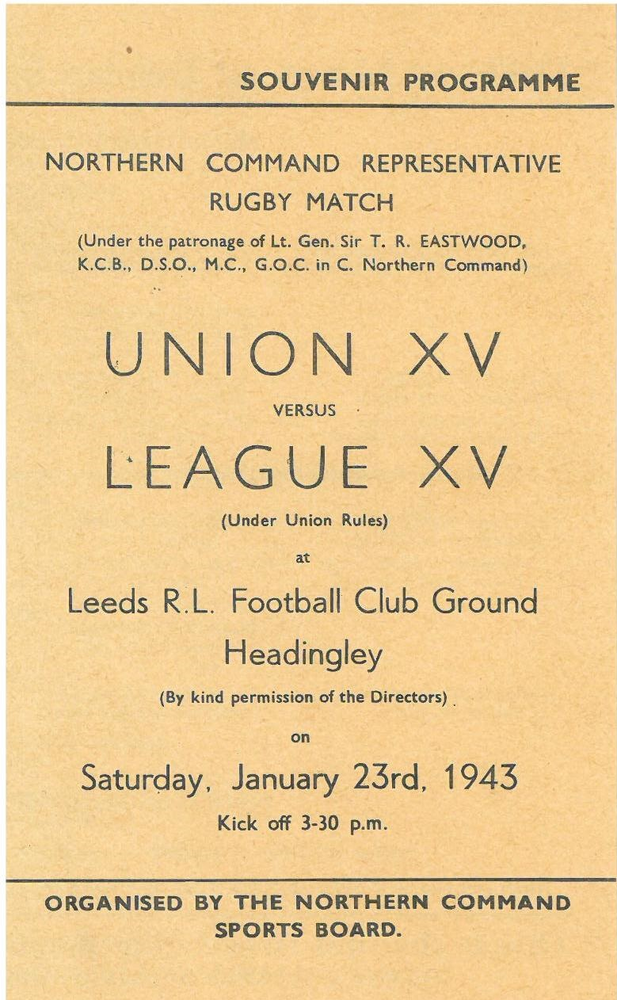 SOUVENIR PROGRAMME
NORTHERN COMMAND REPRESENTATIVE
RUGBY MATCH
(Under the patronage of Lt. Gen. Sir T. R. EASTWOOD,
K.C.B., D.S.O., M.C., G.O.C. in C. Northern Command)
UNION XV
VERSUS
LEAGUE XV
(Under Union Rules)
at
Leeds R.L. Football Club Ground
Headingley
(By kind permission of the Directors)
on
Saturday, January 23rd, 1943
Kick off 3-30 p.m.
ORGANISED BY THE NORTHERN COMMAND
SPORTS BOARD.